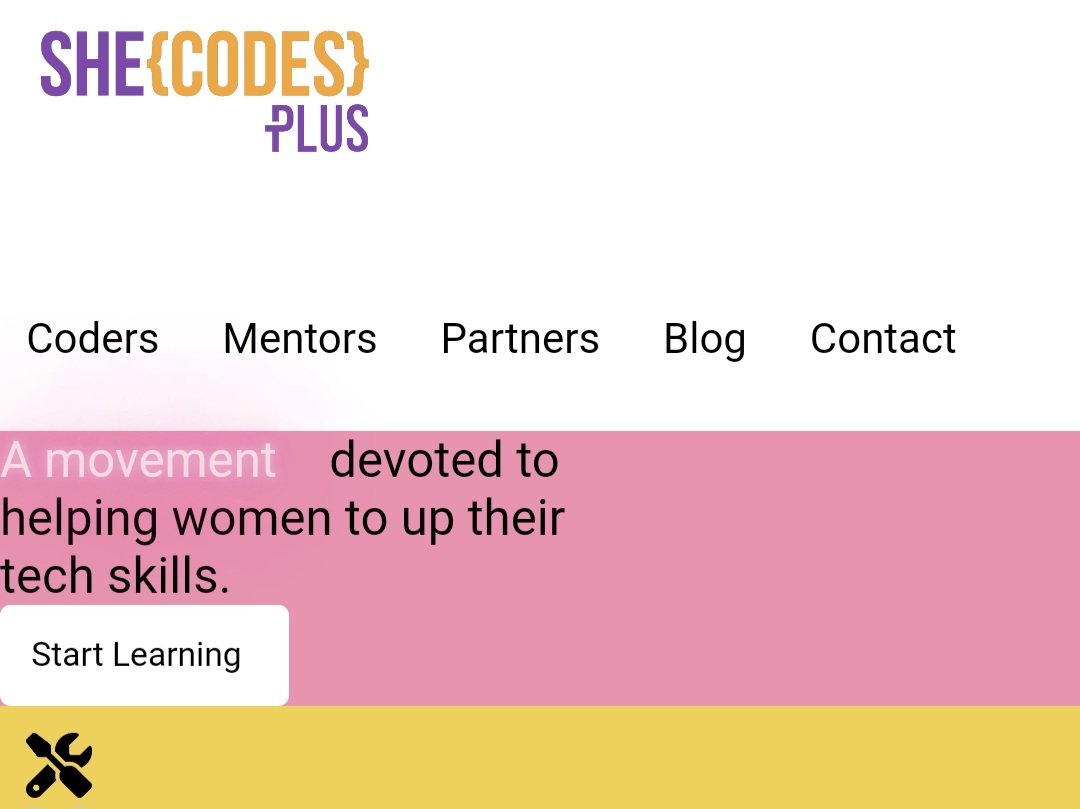 SHE{CODES}
PLUS
Coders Mentors Partners Blog Contact
A movement devoted to
helping women to up their
tech skills.
Start Learning